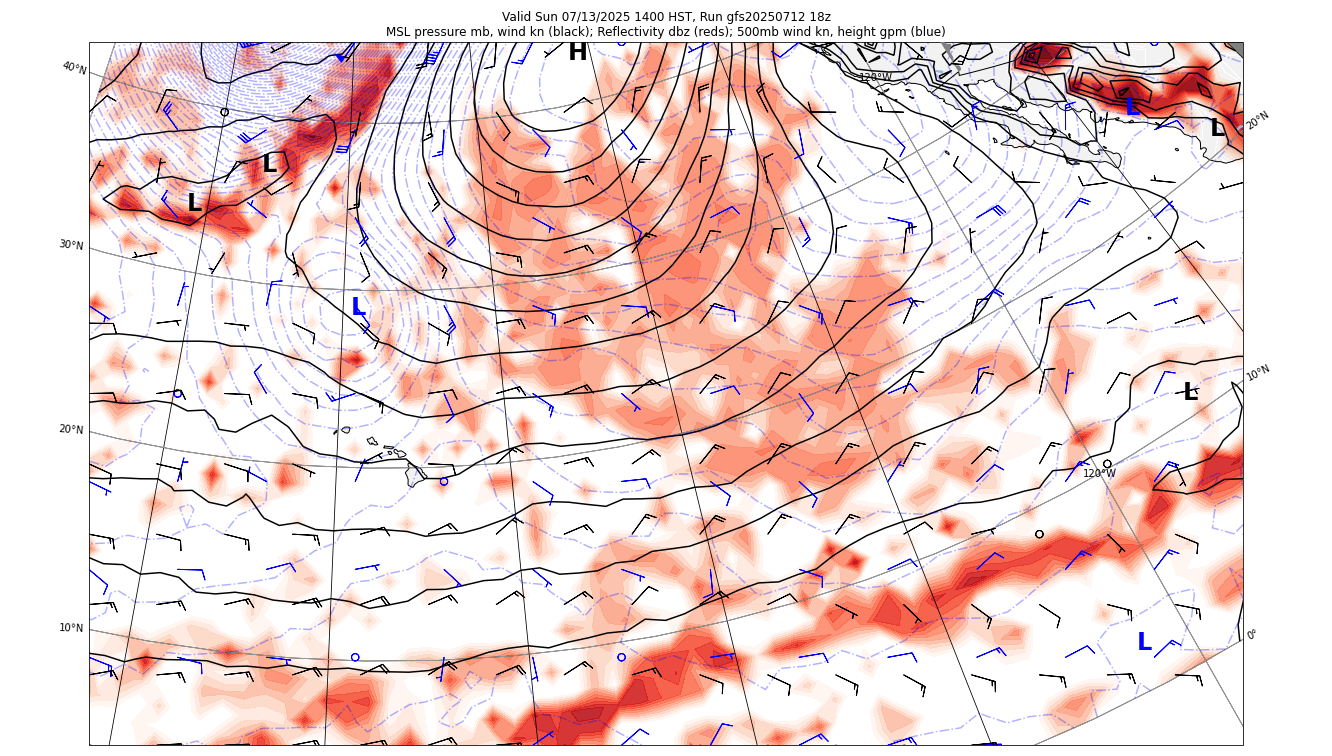 Valid Sun 07/13/2025 1400 HST, Run gfs20250712 18z
MSL pressure mb, wind kn (black); Reflectivity dbz (reds); 500mb wind kn, height gpm (blue)
H
40°N
120°W
L
L
20°N
L
L
30°N
L
10°N
L
20°N
120°W
10°N
L
0°